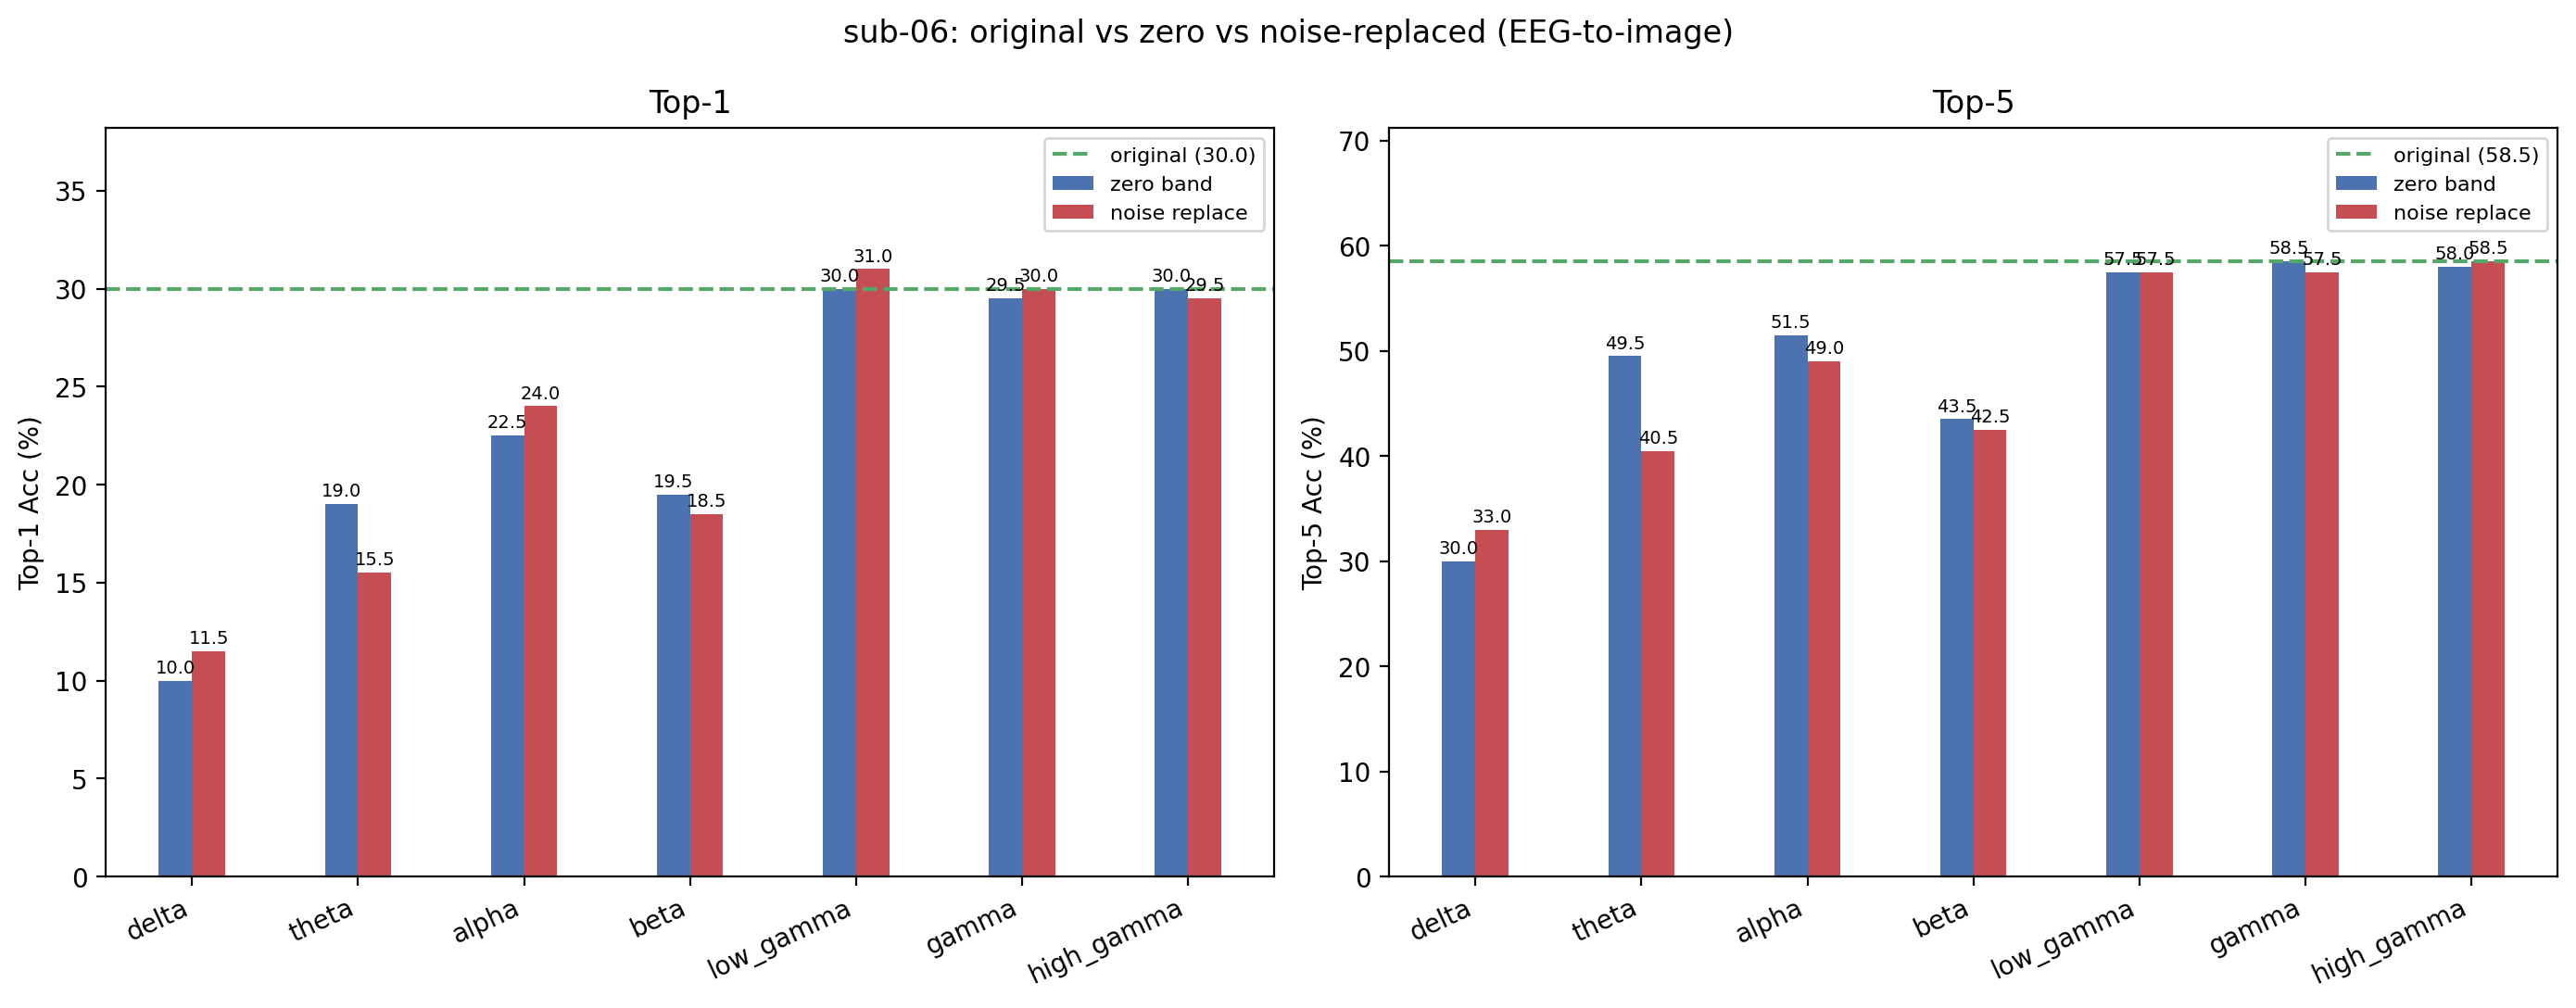 sub-06: original vs zero vs noise-replaced (EEG-to-image)
Top-1
Top-1 Acc (%)
35
30
25
20
15
10
5
0
original (30.0)
zero band
noise replace
10.0
11.5
19.0
15.5
22.5
24.0
19.5
18.5
30.0
31.0
29.5
30.0
30.0
29.5
delta
theta
alpha
beta
low_gamma
gamma
high_gamma
Top-5
Top-5 Acc (%)
70
60
50
40
30
20
10
0
original (58.5)
zero band
noise replace
30.0
33.0
49.5
40.5
51.5
49.0
43.5
42.5
57.5
57.5
58.5
57.5
58.0
58.5
delta
theta
alpha
beta
low_gamma
gamma
high_gamma